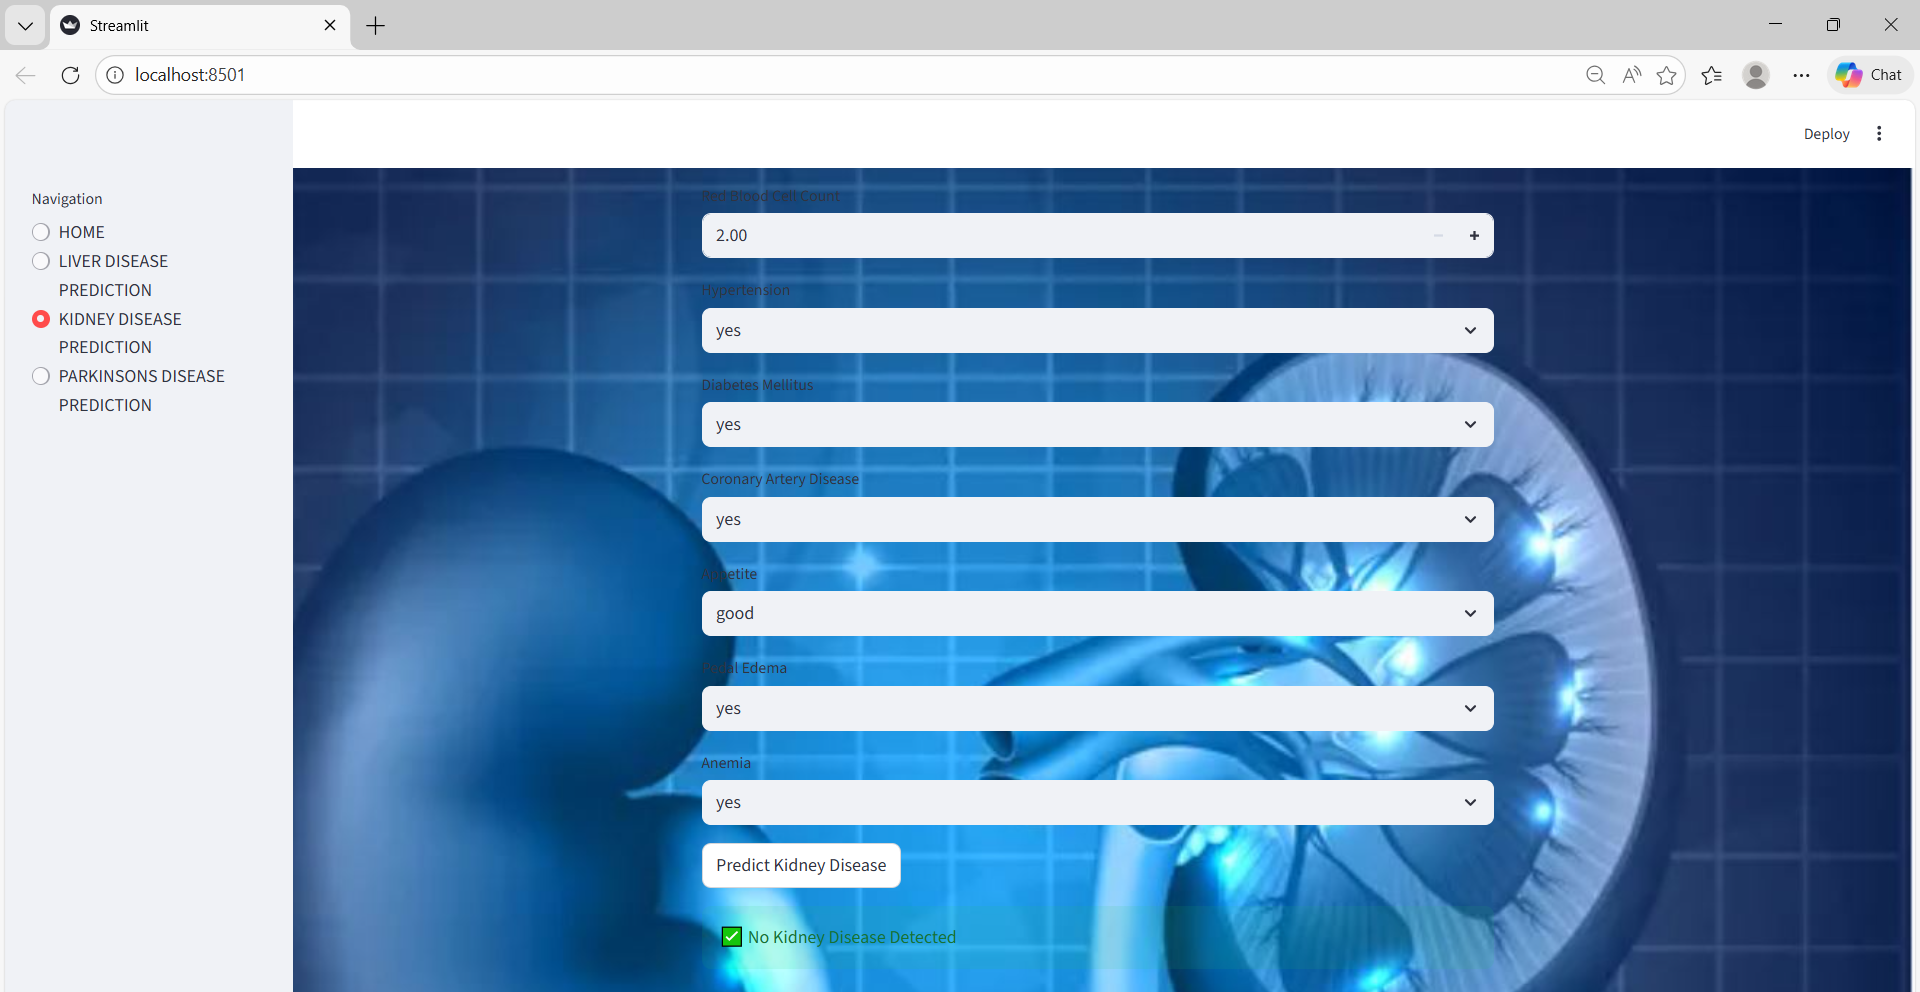 Streamlit
localhost:8501
Chat
Deploy
Navigation
HOME
LIVER DISEASE
PREDICTION
KIDNEY DISEASE
PREDICTION
PARKINSONS DISEASE
PREDICTION
Red Blood Cell Count
2.00
Hypertension
yes
Diabetes Mellitus
yes
Coronary Artery Disease
yes
Appetite
good
Pedal Edema
yes
Anemia
yes
Predict Kidney Disease
No Kidney Disease Detected